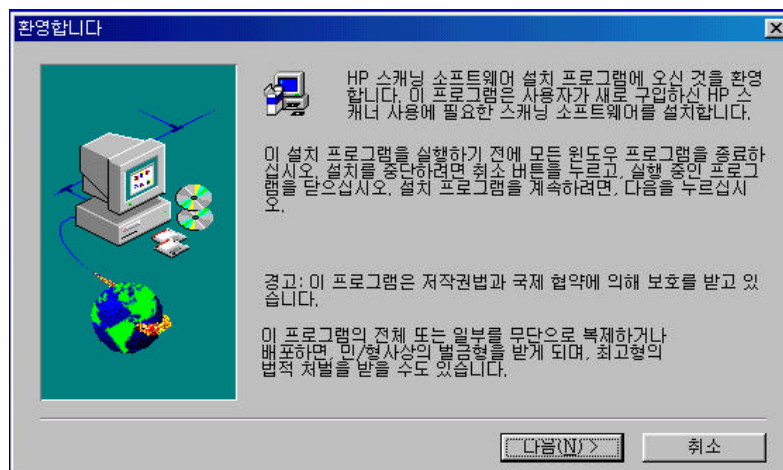 환영합니다
HP 스캐닝 소프트웨어 설치 프로그램에 오신 것을 환영
합니다. 이 프로그램은 사용자가 새로 구입하신 HP 스
캐너 사용에 필요한 스캐닝 소프트웨어를 설치합니다.
이 설치 프로그램을 실행하기 전에 모든 윈도우 프로그램을 종료하
십시오. 설치를 중단하려면 취소 버튼을 누르고, 실행 중인 프로그
램을 닫으십시오. 설치 프로그램을 계속하려면, 다음을 누르십시
오.
경고: 이 프로그램은 저작권법과 국제 협약에 의해 보호를 받고 있
습니다.
이 프로그램의 전체 또는 일부를 무단으로 복제하거나
배포하면, 민/형사상의 벌금형을 받게 되며, 최고형의
법적 처벌을 받을 수도 있습니다.
다음(N) >
취소